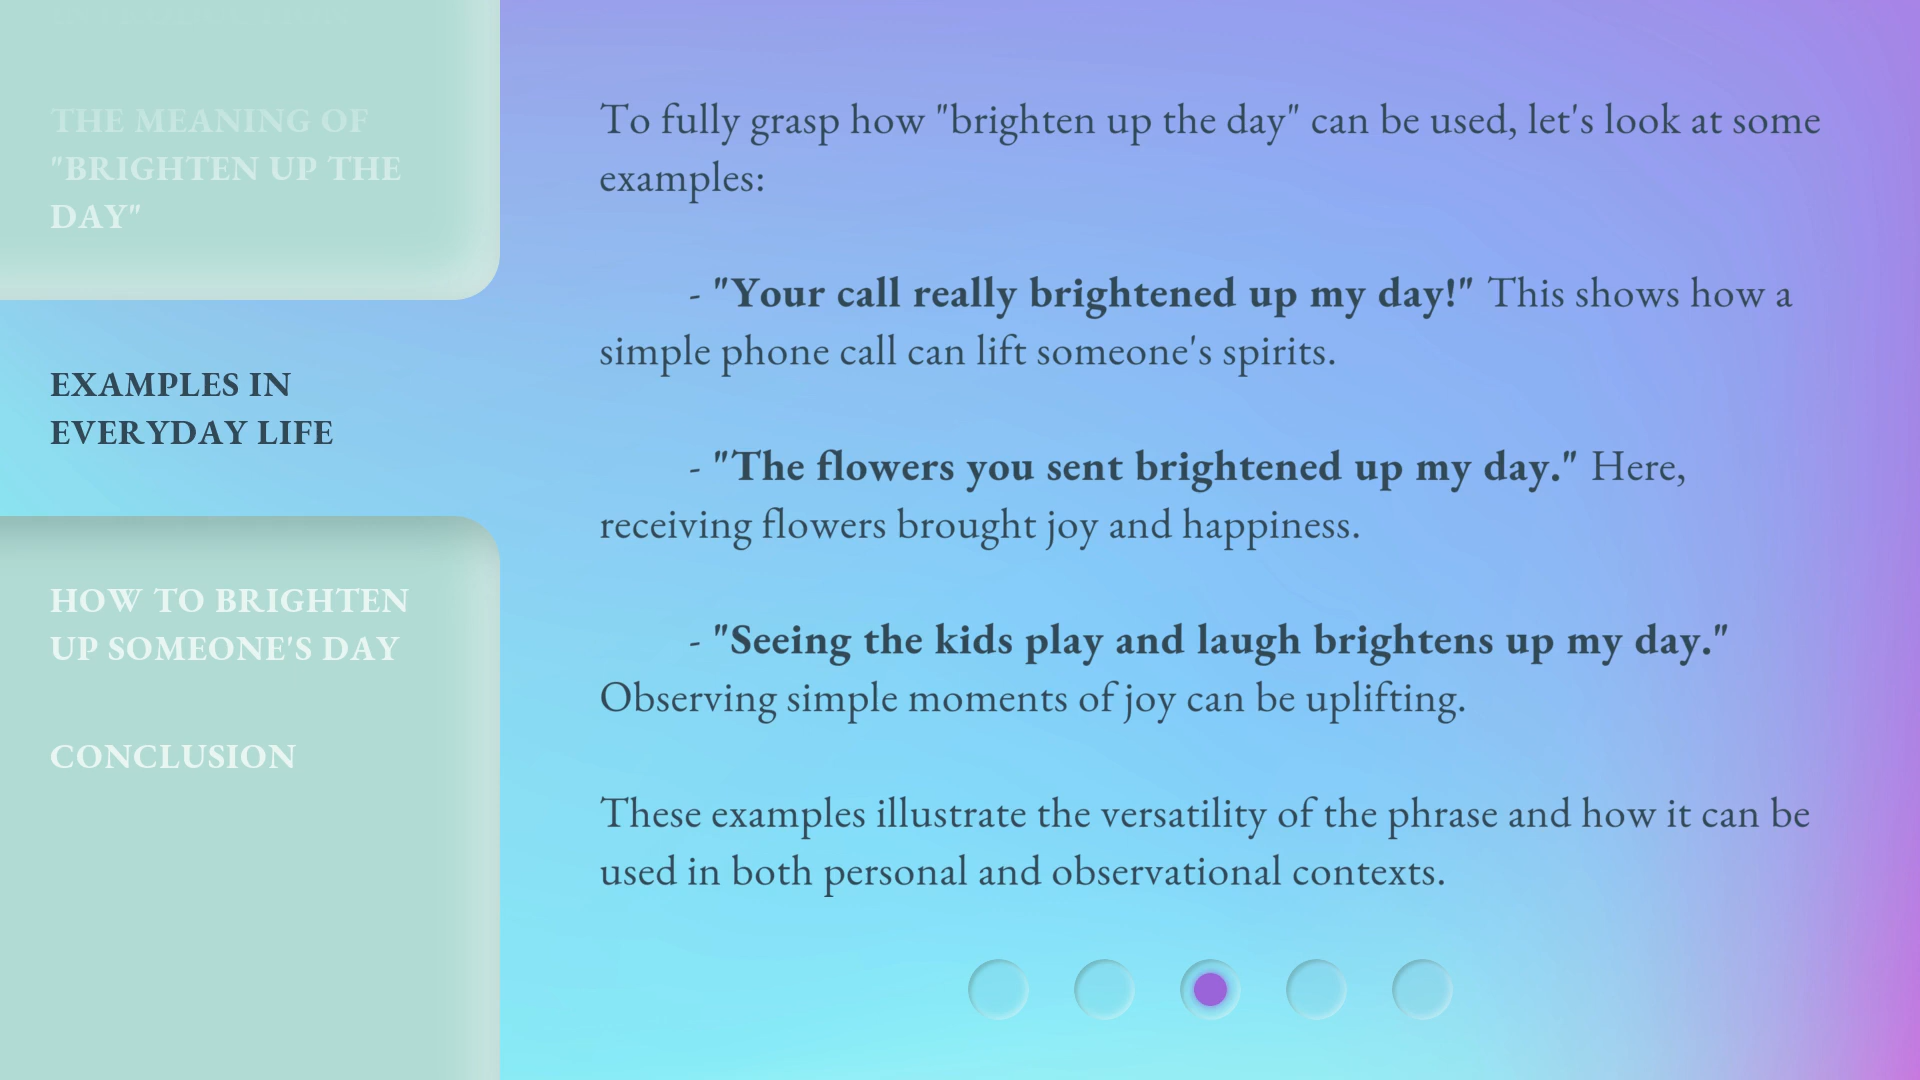 THE MEANING OF
"BRIGHTEN UP THE
DAY"
EXAMPLES IN
EVERYDAY LIFE
HOW TO BRIGHTEN
UP SOMEONE'S DAY
CONCLUSION
To fully grasp how "brighten up the day" can be used, let's look at some
examples:
- "Your call really brightened up my day!" This shows how a
simple phone call can lift someone's spirits.
- "The flowers you sent brightened up my day." Here,
receiving flowers brought joy and happiness.
- "Seeing the kids play and laugh brightens up my day."
Observing simple moments of joy can be uplifting.
These examples illustrate the versatility of the phrase and how it can be
used in both personal and observational contexts.